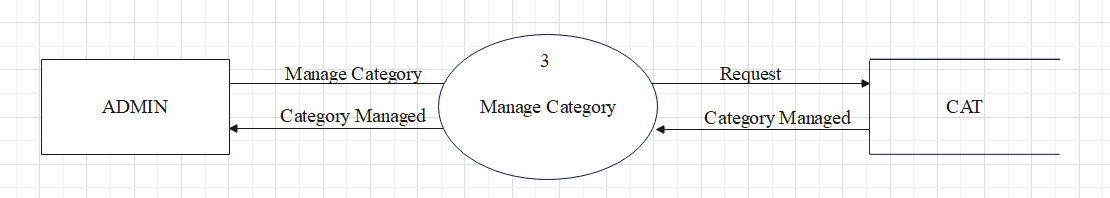 3
Manage Category
Request
ADMIN
Manage Category
CAT
Category Managed
Category Managed